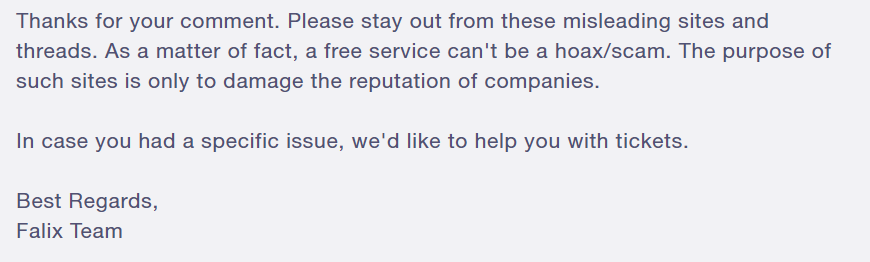 Thanks for your comment. Please stay out from these misleading sites and
threads. As a matter of fact, a free service can't be a hoax/scam. The purpose of
such sites is only to damage the reputation of companies.
In case you had a specific issue, we'd like to help you with tickets.
Best Regards,
Falix Team